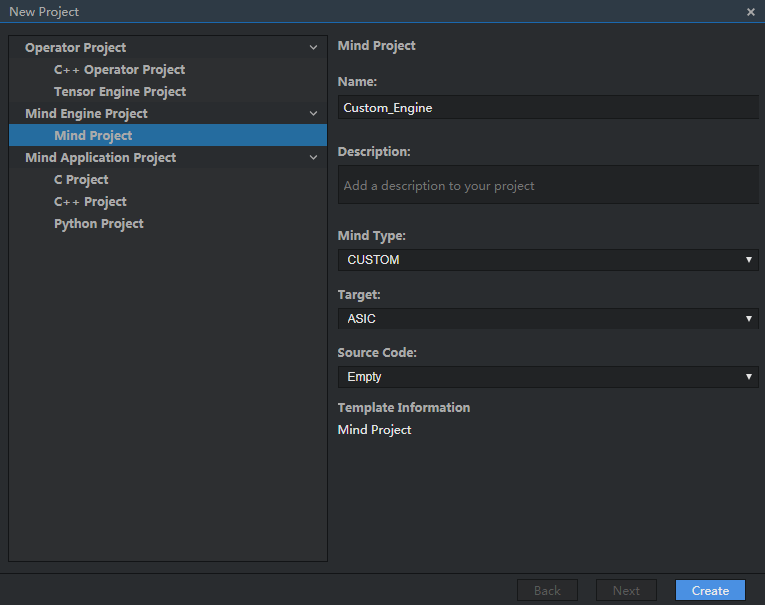 New Project
Operator Project
C++ Operator Project
Tensor Engine Project
Mind Engine Project
Mind Project
Mind Application Project
C Project
C++ Project
Python Project
Mind Project
Name:
Custom_Engine
Description:
Add a description to your project
Mind Type:
CUSTOM
Target:
ASIC
Source Code:
Empty
Template Information
Mind Project
Back Next Create